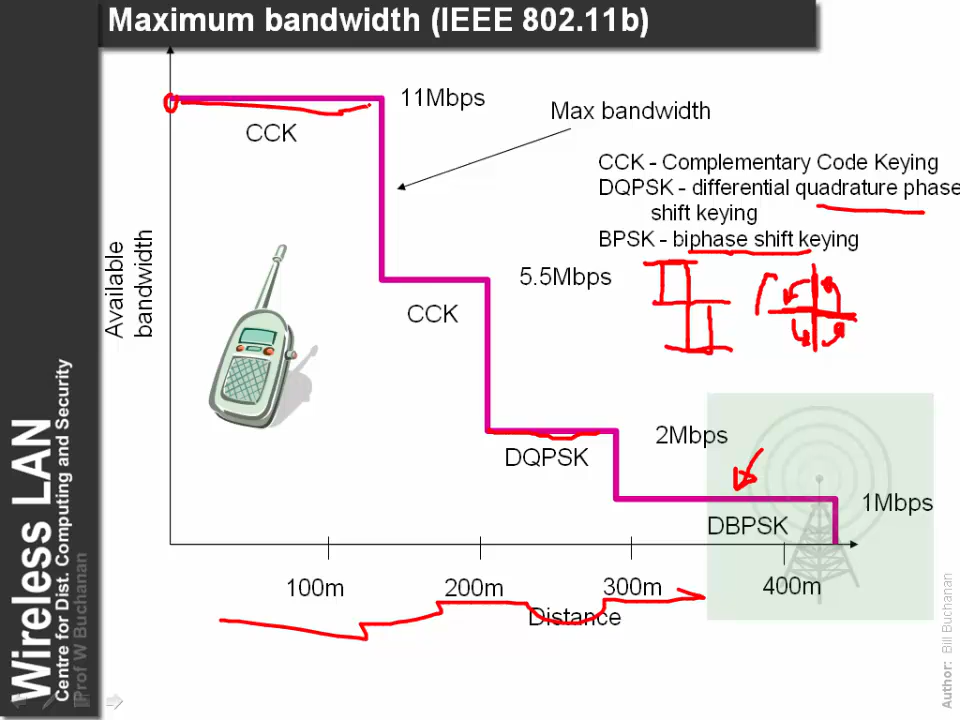 Maximum bandwidth (IEEE 802.11b)
11Mbps
CCK
Max bandwidth
CCK - Complementary Code Keying
DQPSK - differential quadrature phase
shift keying
BPSK - biphase shift keying
Available
bandwidth
5.5Mbps
CCK
2Mbps
DQPSK
1Mbps
DBPSK
100m
200m
300m
400m
Distance
Wireless LAN
Centre for Dist. Computing and Security
Prof W Buchanan
Author: Bill Buchanan